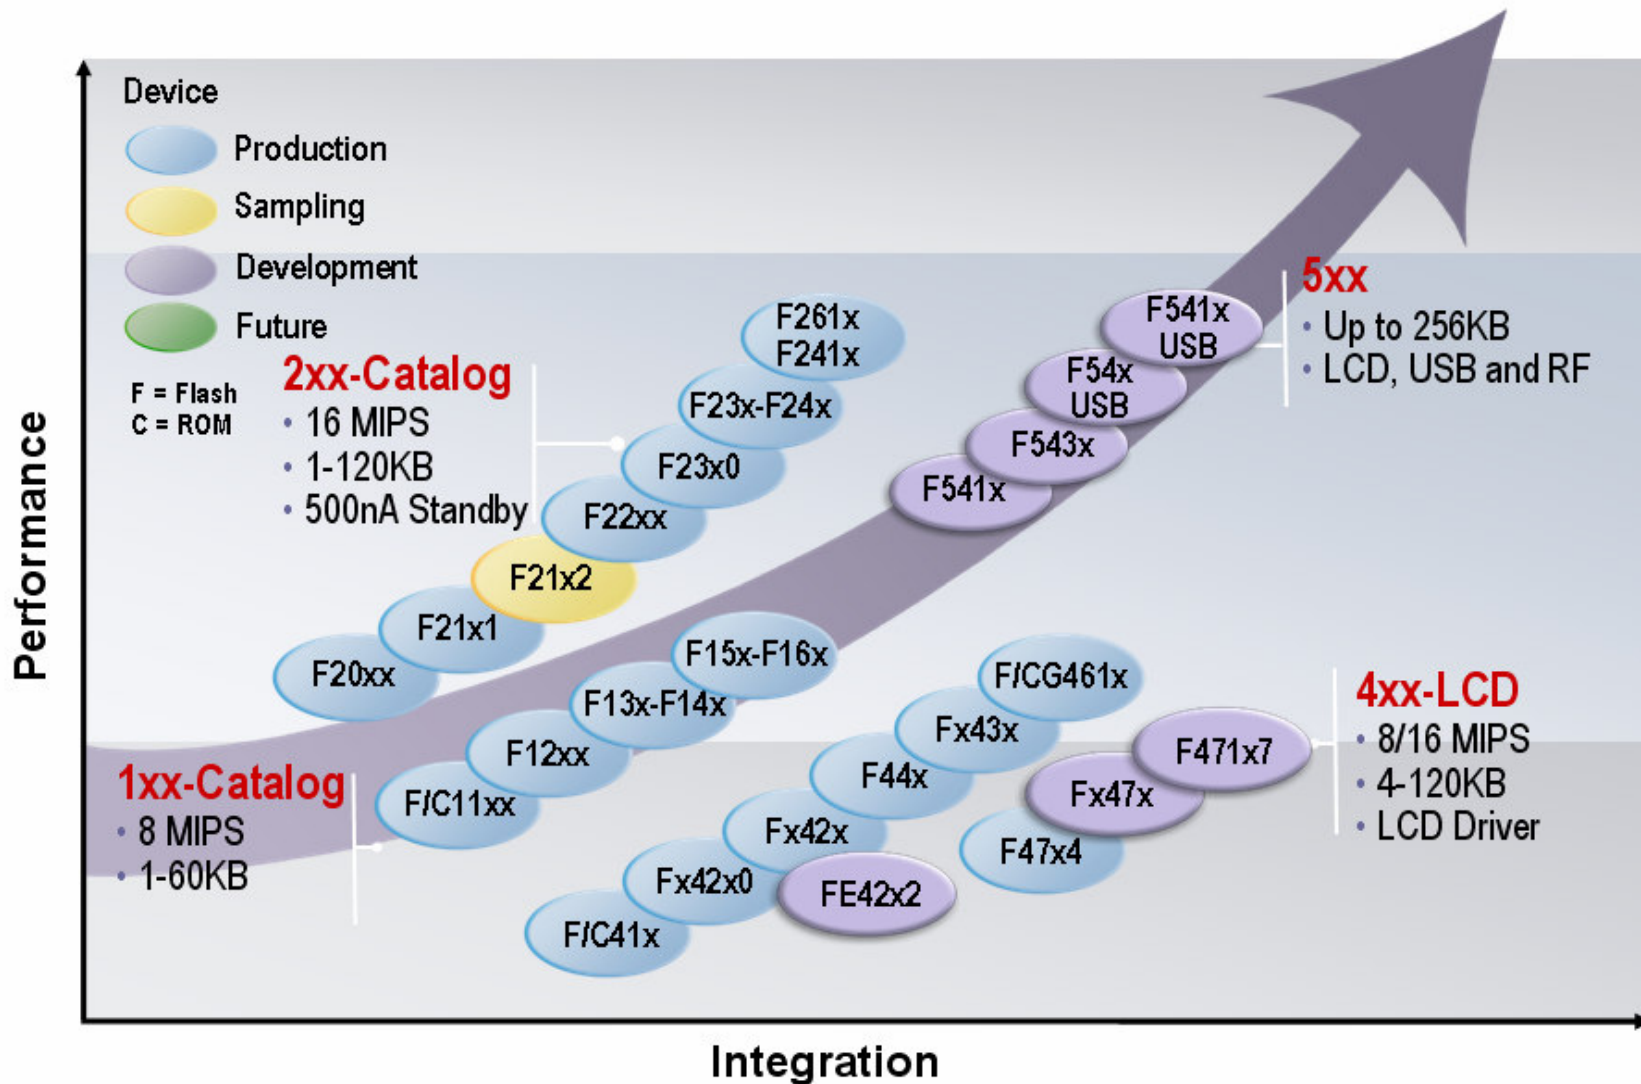 Device
Production
Sampling
Development
Future
F = Flash
C = ROM
Performance
Integration
2xx-Catalog
• 16 MIPS
• 1-120KB
• 500nA Standby
F261x
F241x
F23x-F24x
F23x0
F22xx
F21x2
F21x1
F20xx
5xx
• Up to 256KB
• LCD, USB and RF
F541x
USB
F54x
USB
F543x
F541x
1xx-Catalog
• 8 MIPS
• 1-60KB
F15x-F16x
F13x-F14x
F12xx
F/C11xx
4xx-LCD
• 8/16 MIPS
• 4-120KB
• LCD Driver
F/CG461x
Fx43x
F44x
Fx42x
Fx42x0
F/C41x
FE42x2
F471x7
Fx47x
F47x4